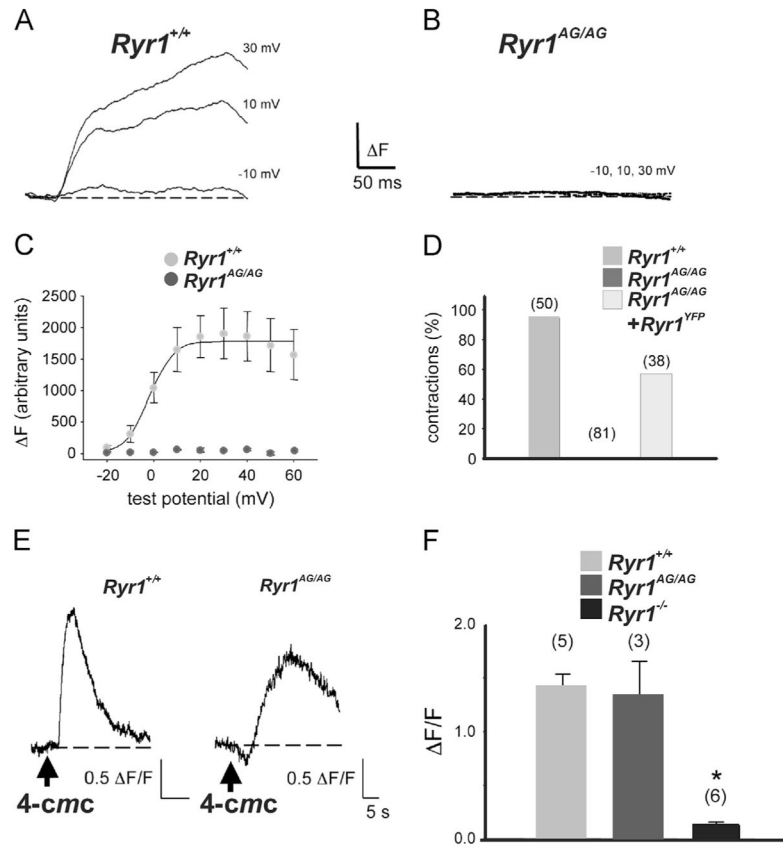 A
Ryr1+/+
30 mV
10 mV
-10 mV
ΔF
50 ms
B
Ryr1AG/AG
-10, 10, 30 mV
C
Ryr1+/+
Ryr1AG/AG
2500
2000
1500
1000
500
0
ΔF (arbitrary units)
-20 0 20 40 60
test potential (mV)
D
Ryr1+/+
Ryr1AG/AG
Ryr1AG/AG
+Ryr1YFP
100
80
60
40
20
0
contractions (%)
(50)
(81)
(38)
E
Ryr1+/+
Ryr1AG/AG
0.5 ΔF/F
0.5 ΔF/F
5 s
4-cmc
4-cmc
F
Ryr1+/+
Ryr1AG/AG
Ryr1-/-
2.0
1.0
0.0
ΔF/F
(5)
(3)
*
(6)